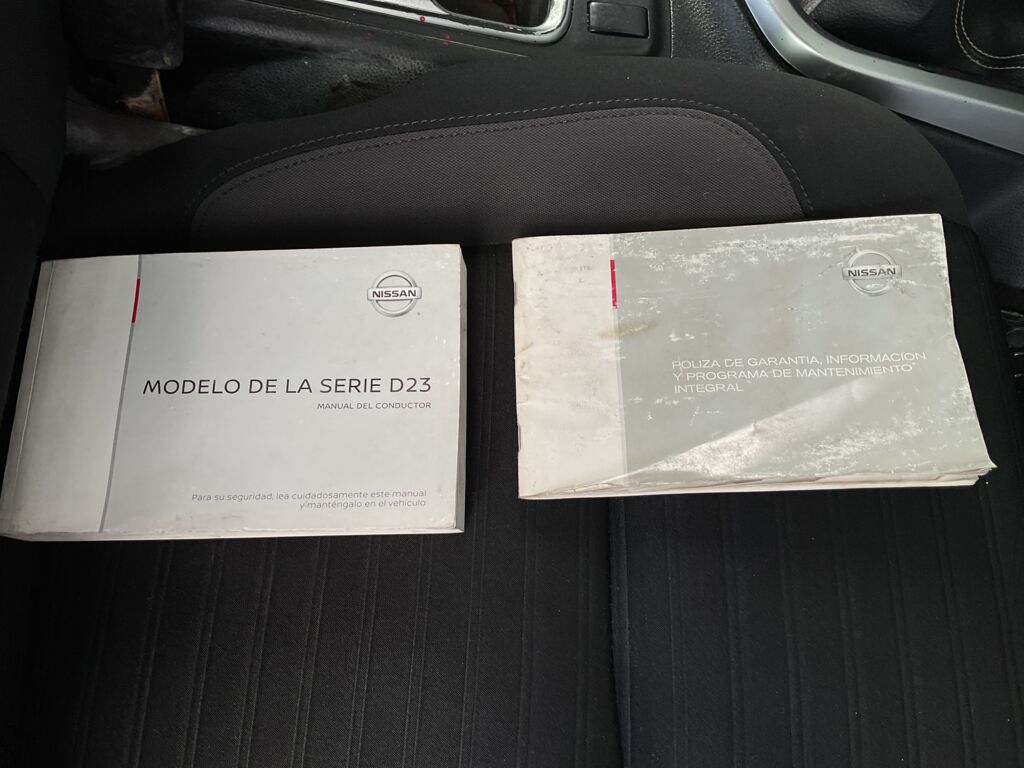 NISSAN
MODELO DE LA SERIE D23
MANUAL DEL CONDUCTOR
Para su seguridad, lea cuidadosamente este manual
y manténgalo en el vehículo
NISSAN
POLIZA DE GARANTIA, INFORMACION
Y PROGRAMA DE MANTENIMIENTO
INTEGRAL